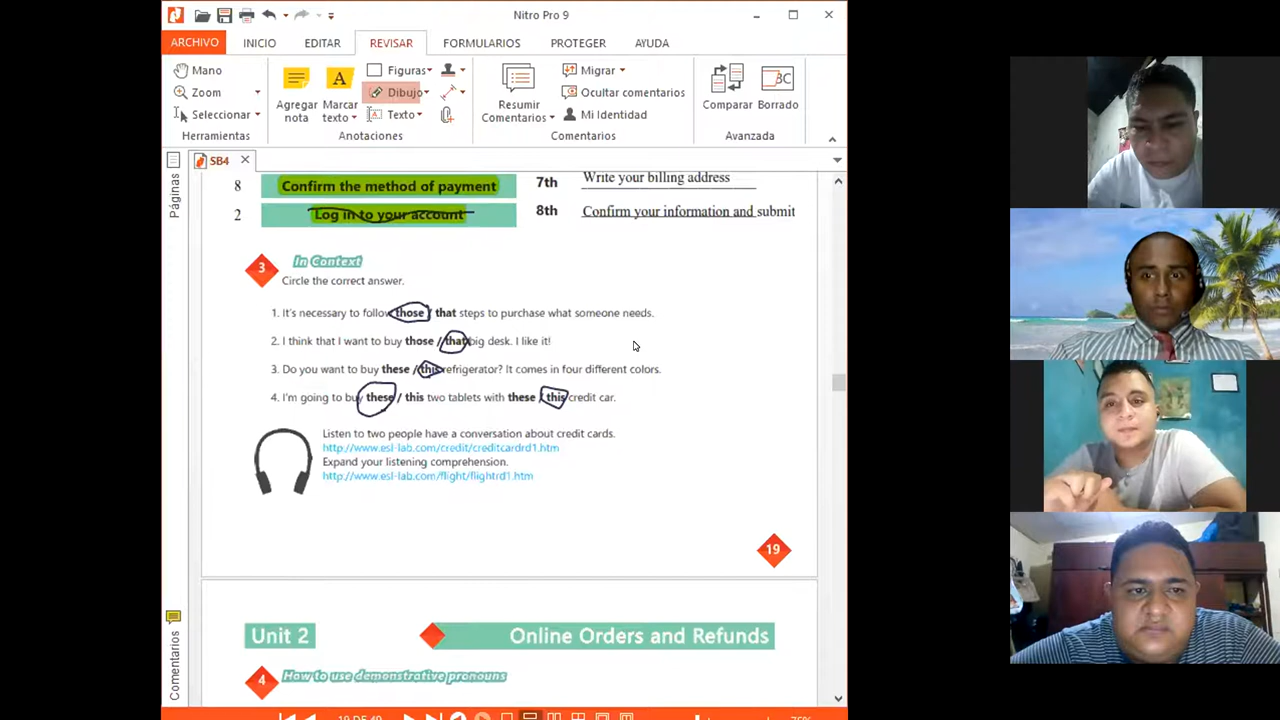 Nitro Pro 9
ARCHIVO INICIO EDITAR REVISAR FORMULARIOS PROTEGER AYUDA
Mano
Zoom
Seleccionar
Herramientas
Agregar nota
Marcar texto
Figuras
Dibujo
Texto
Anotaciones
Resumir Comentarios
Migrar
Ocultar comentarios
Mi Identidad
Comentarios
Comparar
Borrado
Avanzada
SB4
Páginas
Comentarios
8 Confirm the method of payment 7th Write your billing address
2 Log in to your account 8th Confirm your information and submit
3 In Context
Circle the correct answer.
1. It's necessary to follow those / that steps to purchase what someone needs.
2. I think that I want to buy those / that big desk. I like it!
3. Do you want to buy these / this refrigerator? It comes in four different colors.
4. I'm going to buy these / this two tablets with these / this credit car.
Listen to two people have a conversation about credit cards.
http://www.esl-lab.com/credit/creditcardrd1.htm
Expand your listening comprehension.
http://www.esl-lab.com/flight/flightrd1.htm
19
Unit 2 Online Orders and Refunds
4 How to use demonstrative pronouns
19 DE 49
75%